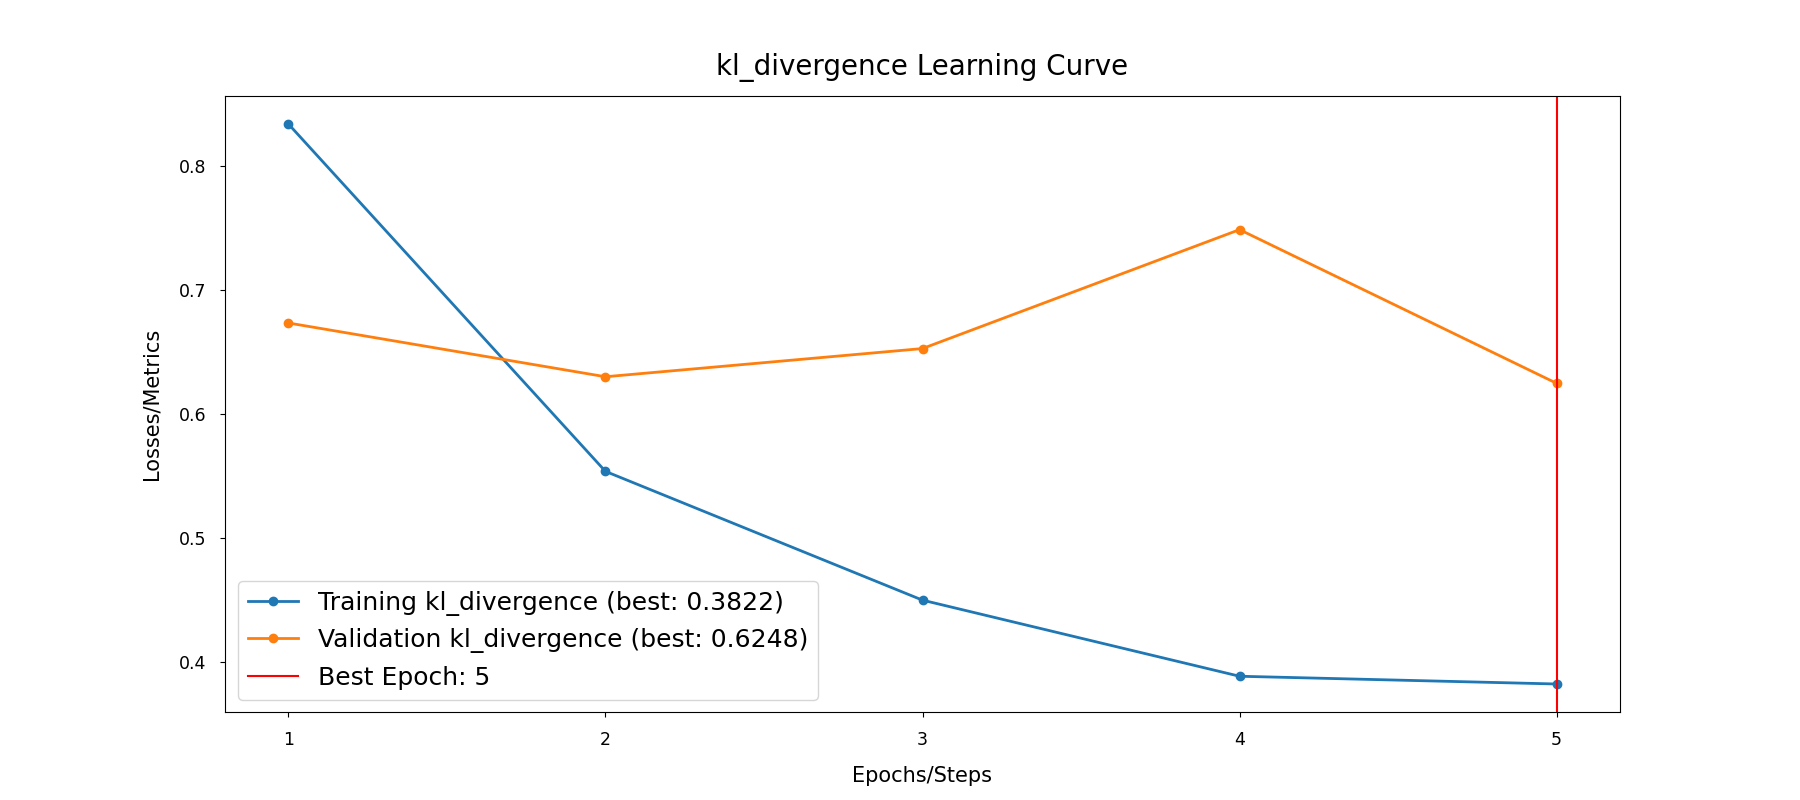 kl_divergence Learning Curve
0.8
0.7
0.6
0.5
0.4
Losses/Metrics
Training kl_divergence (best: 0.3822)
Validation kl_divergence (best: 0.6248)
Best Epoch: 5
1 2 3 4 5
Epochs/Steps